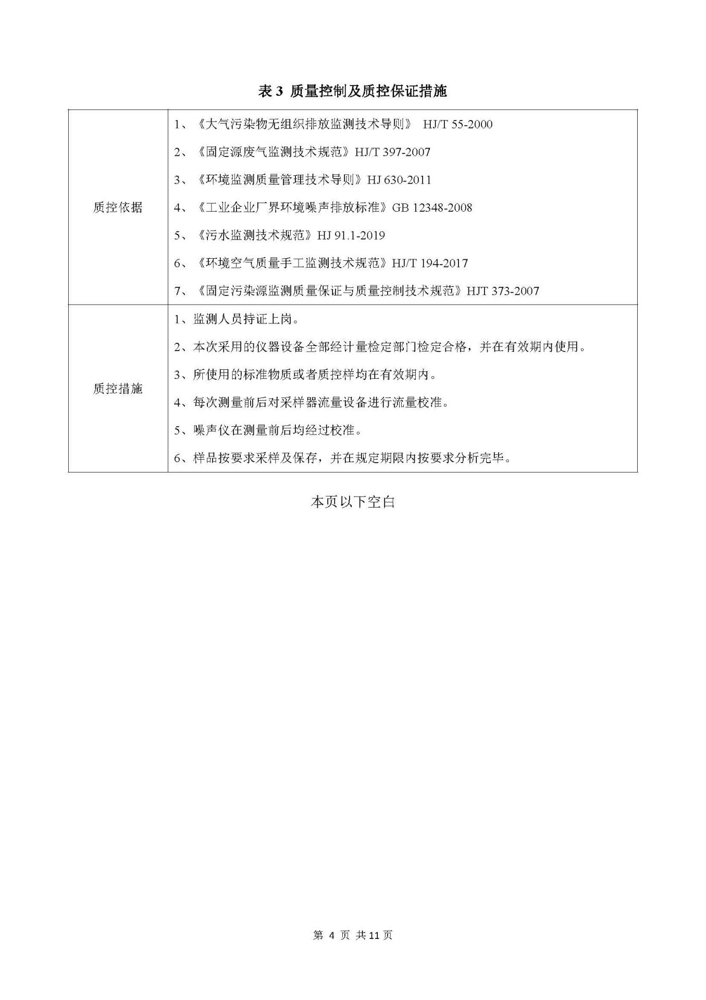 表 3 质量控制及质控保证措施
质控依据
1、《大气污染物无组织排放监测技术导则》 HJ/T 55-2000
2、《固定源废气监测技术规范》HJ/T 397-2007
3、《环境监测质量管理技术导则》HJ 630-2011
4、《工业企业厂界环境噪声排放标准》GB 12348-2008
5、《污水监测技术规范》HJ 91.1-2019
6、《环境空气质量手工监测技术规范》HJ/T 194-2017
7、《固定污染源监测质量保证与质量控制技术规范》HJT 373-2007
质控措施
1、监测人员持证上岗。
2、本次采用的仪器设备全部经计量检定部门检定合格，并在有效期内使用。
3、所使用的标准物质或者质控样均在有效期内。
4、每次测量前后对采样器流量设备进行流量校准。
5、噪声仪在测量前后均经过校准。
6、样品按要求采样及保存，并在规定期限内按要求分析完毕。
本页以下空白
第 4 页 共 11 页